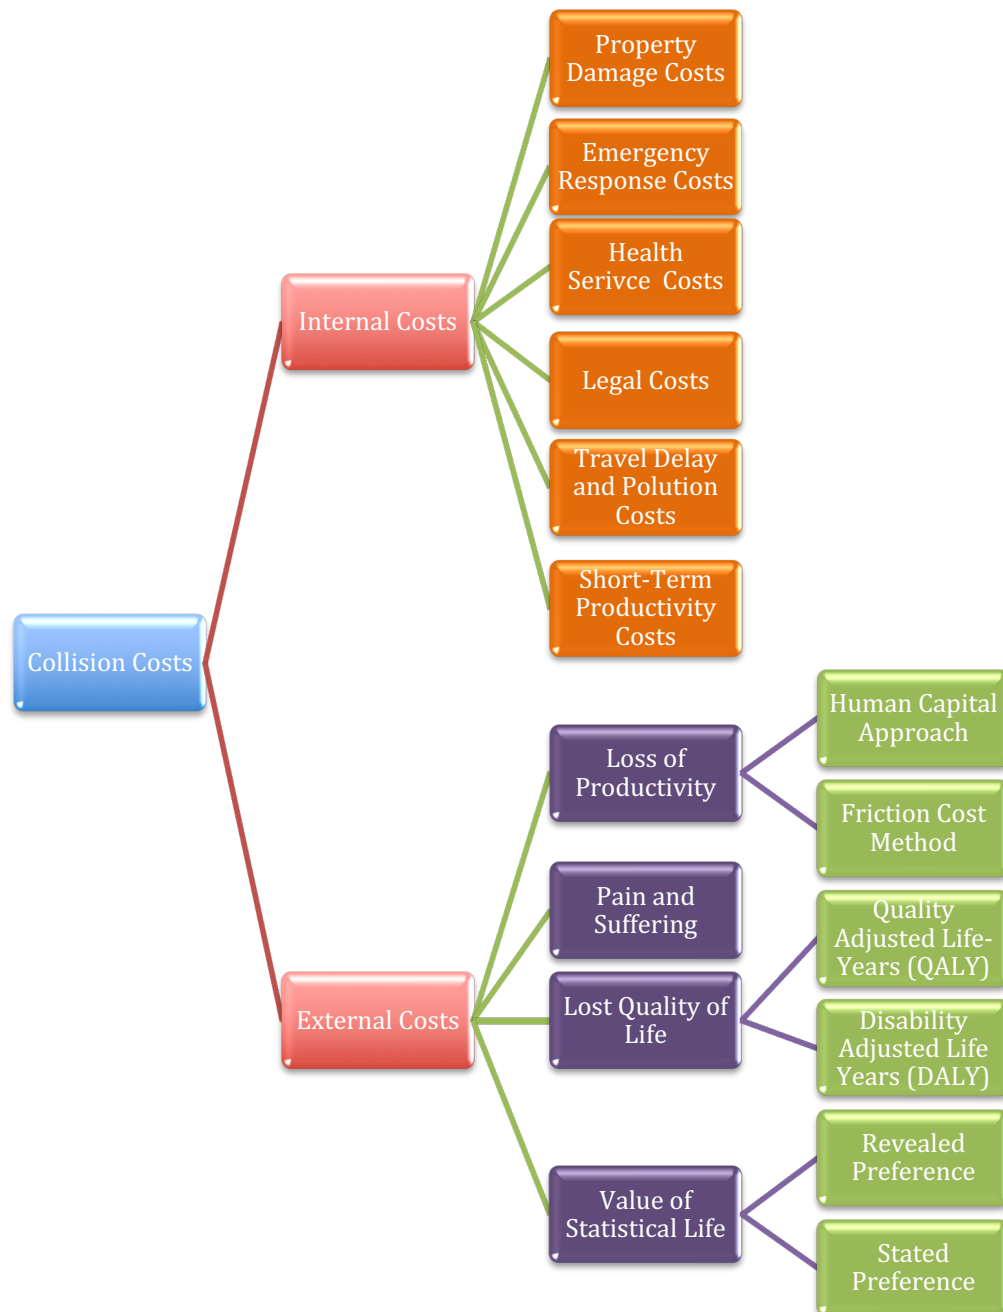 Property
Damage Costs
Emergency
Response Costs
Health
Serivce  Costs
Internal Costs
Legal Costs
Travel Delay
and Polution
Costs
Short-Term
Productivity
Costs
Collision Costs
Human Capital
Approach
Loss of
Productivity
Friction Cost
Method
Pain and
Suffering
Quality
Adjusted Life-
Years (QALY)
External Costs
Lost Quality of
Life
Disability
Adjusted Life
Years (DALY)
Revealed
Preference
Value of
Statistical Life
Stated
Preference